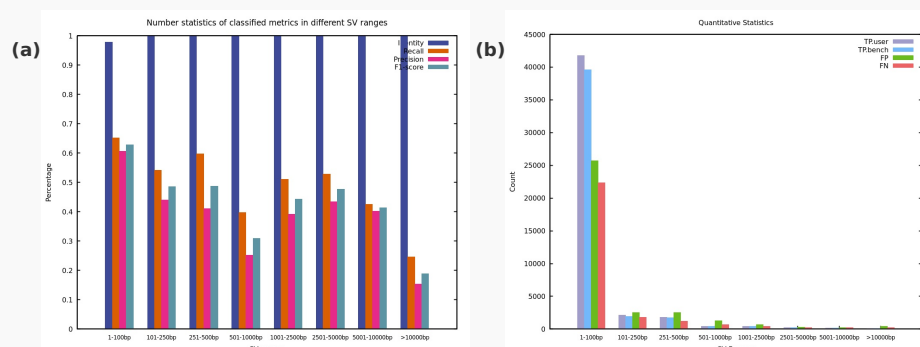 (a)
Number statistics of classified metrics in different SV ranges
Identity
Recall
Precision
F1-score
Percentage
1
0.9
0.8
0.7
0.6
0.5
0.4
0.3
0.2
0.1
0
1-100bp 101-250bp 251-500bp 501-1000bp 1001-2500bp 2501-5000bp 5001-10000bp >10000bp
(b)
Quantitative Statistics
TP.user
TP.bench
FP
FN
Count
45000
40000
35000
30000
25000
20000
15000
10000
5000
0
1-100bp 101-250bp 251-500bp 501-1000bp 1001-2500bp 2501-5000bp 5001-10000bp >10000bp